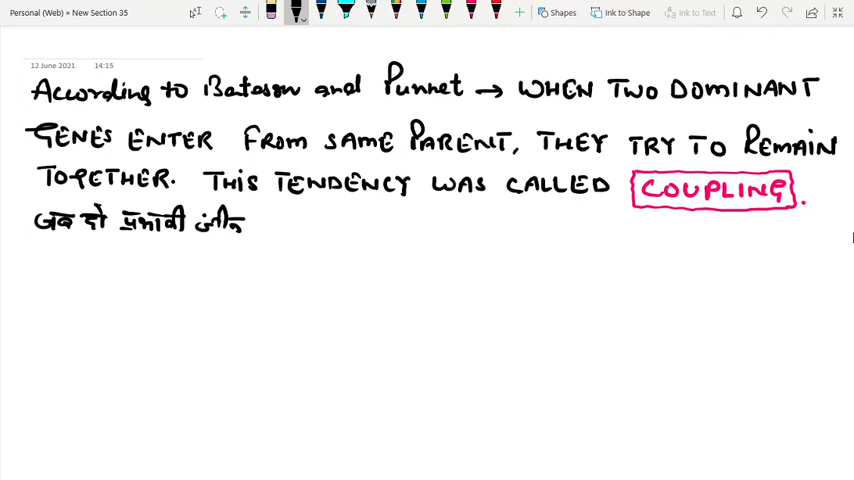 Personal (Web) » New Section 35
Shapes
Ink to Shape
Ink to Text
12 June 2021 14:15
According to Bateson and Punnet → WHEN TWO DOMINANT
GENES ENTER FROM SAME PARENT, THEY TRY TO REMAIN
TOGETHER. THIS TENDENCY WAS CALLED COUPLING.
जब दो प्रभावी जीन